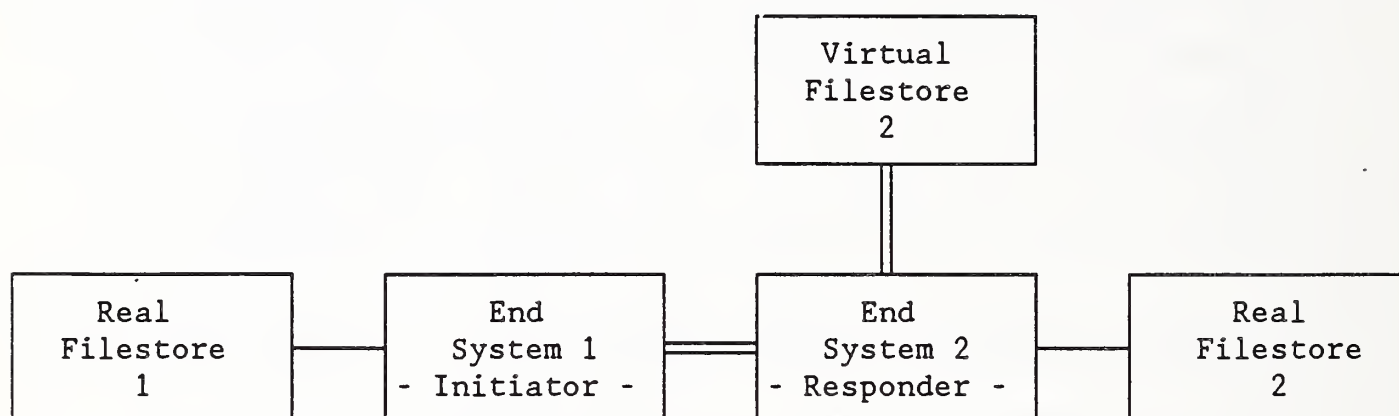 Virtual
Filestore
2
Real
Filestore
1
End
System 1
- Initiator -
End
System 2
- Responder -
Real
Filestore
2